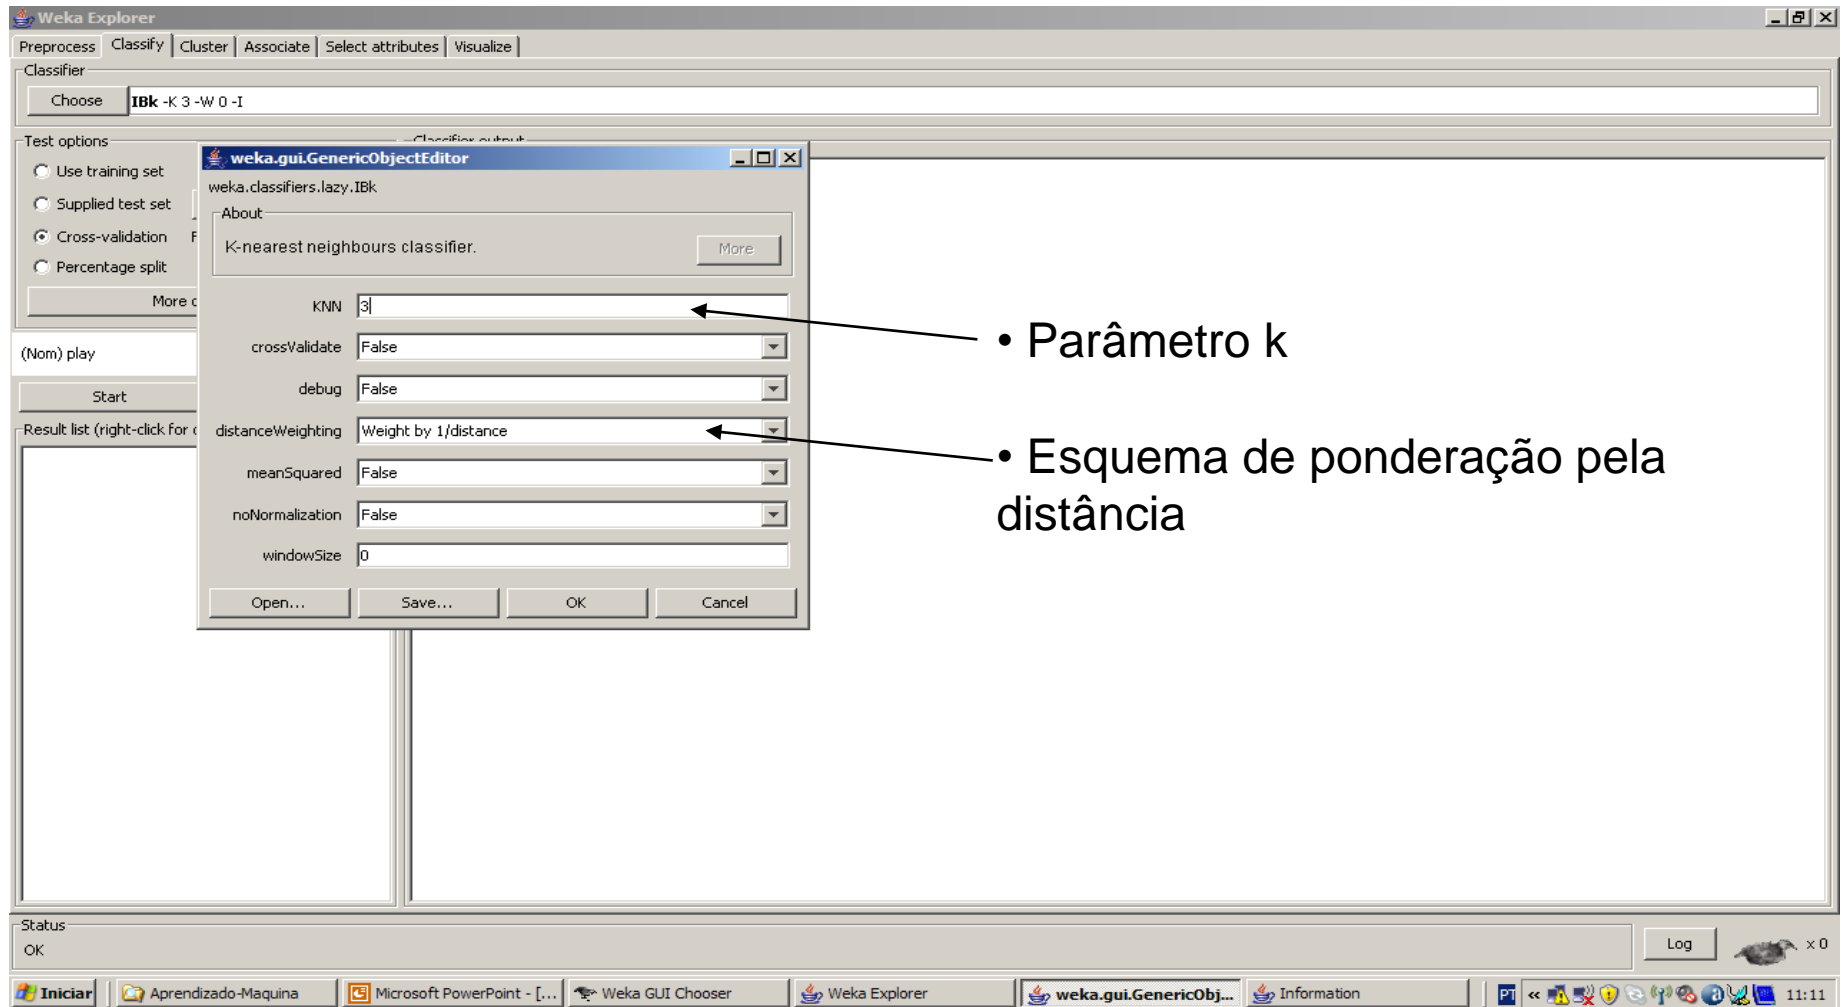 Weka Explorer
Preprocess Classify Cluster Associate Select attributes Visualize
Classifier
Choose IBk -K 3 -W 0 -I
Test options
Classifier output
Use training set
Supplied test set
Cross-validation F
Percentage split
More o
(Nom) play
Start
Result list (right-click for o
weka.gui.GenericObjectEditor
weka.classifiers.lazy.IBk
About
K-nearest neighbours classifier.
More
KNN 3
crossValidate False
debug False
distanceWeighting Weight by 1/distance
meanSquared False
noNormalization False
windowSize 0
Open... Save... OK Cancel
• Parâmetro k
• Esquema de ponderação pela
distância
Status
OK
Log x 0
Iniciar Aprendizado-Maquina Microsoft PowerPoint - [... Weka GUI Chooser Weka Explorer weka.gui.GenericObj... Information PT « 11:11